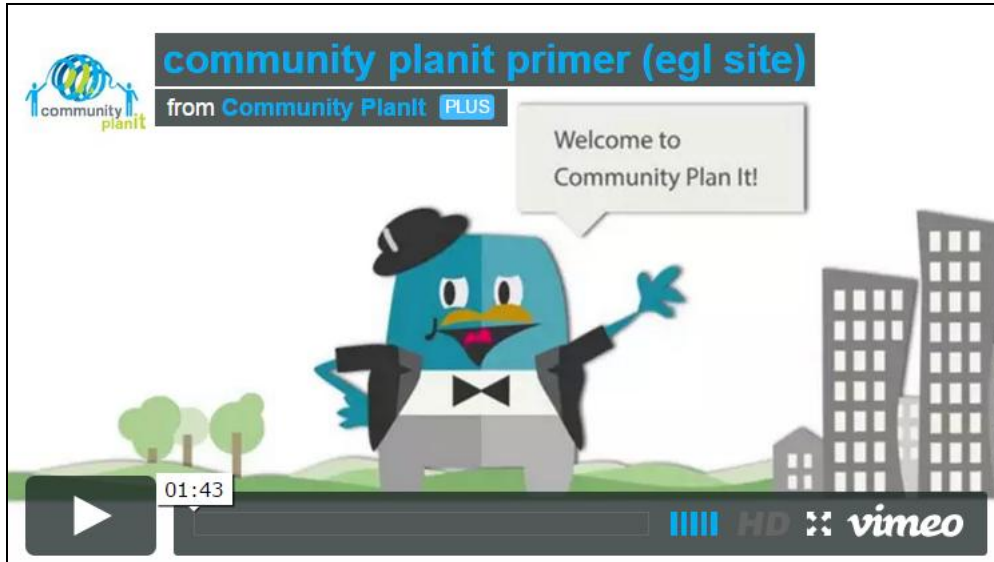 community planit primer (egl site)
from Community PlanIt PLUS
community
planit
Welcome to
Community Plan It!
01:43
HD vimeo